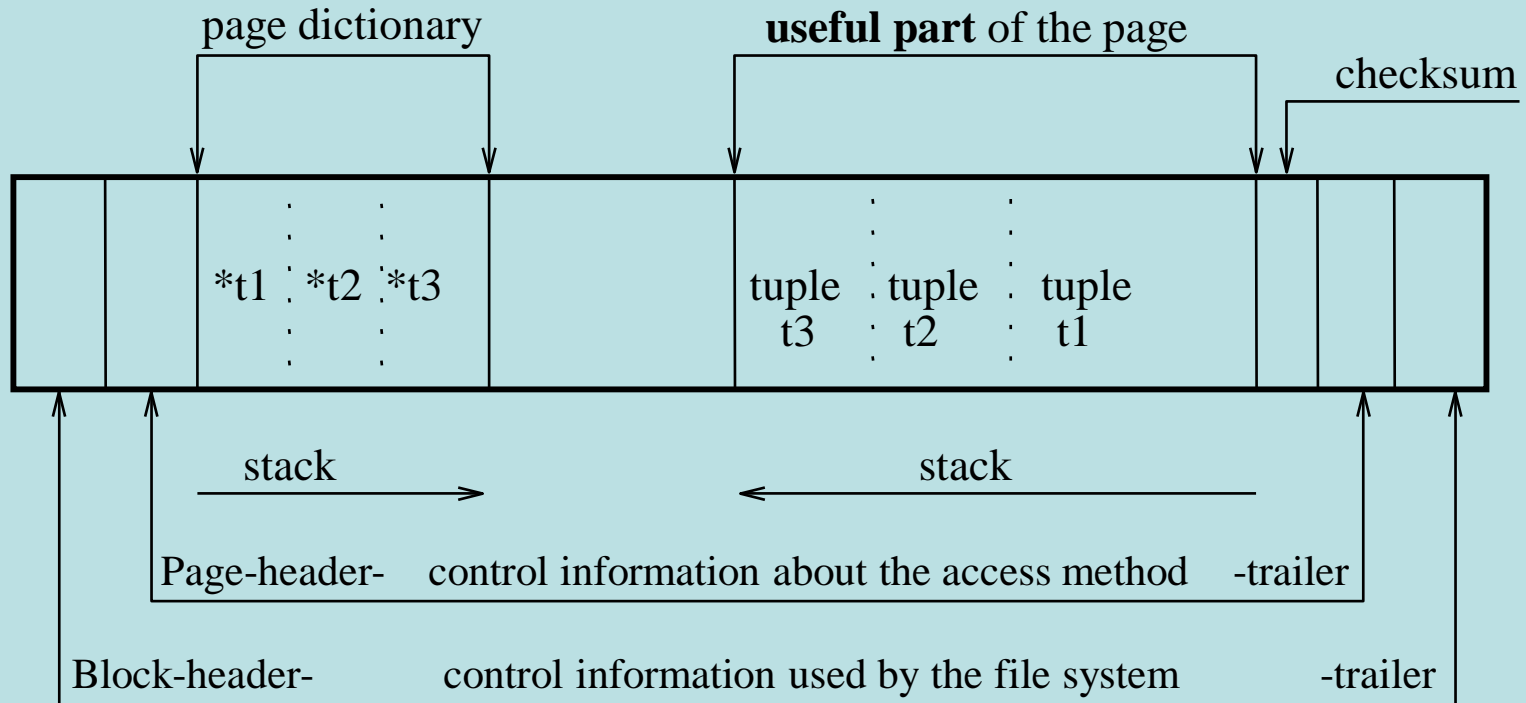 page dictionary
useful part of the page
checksum
*t1 *t2 *t3
tuple tuple tuple
t3 t2 t1
stack stack
Page-header- control information about the access method -trailer
Block-header- control information used by the file system -trailer